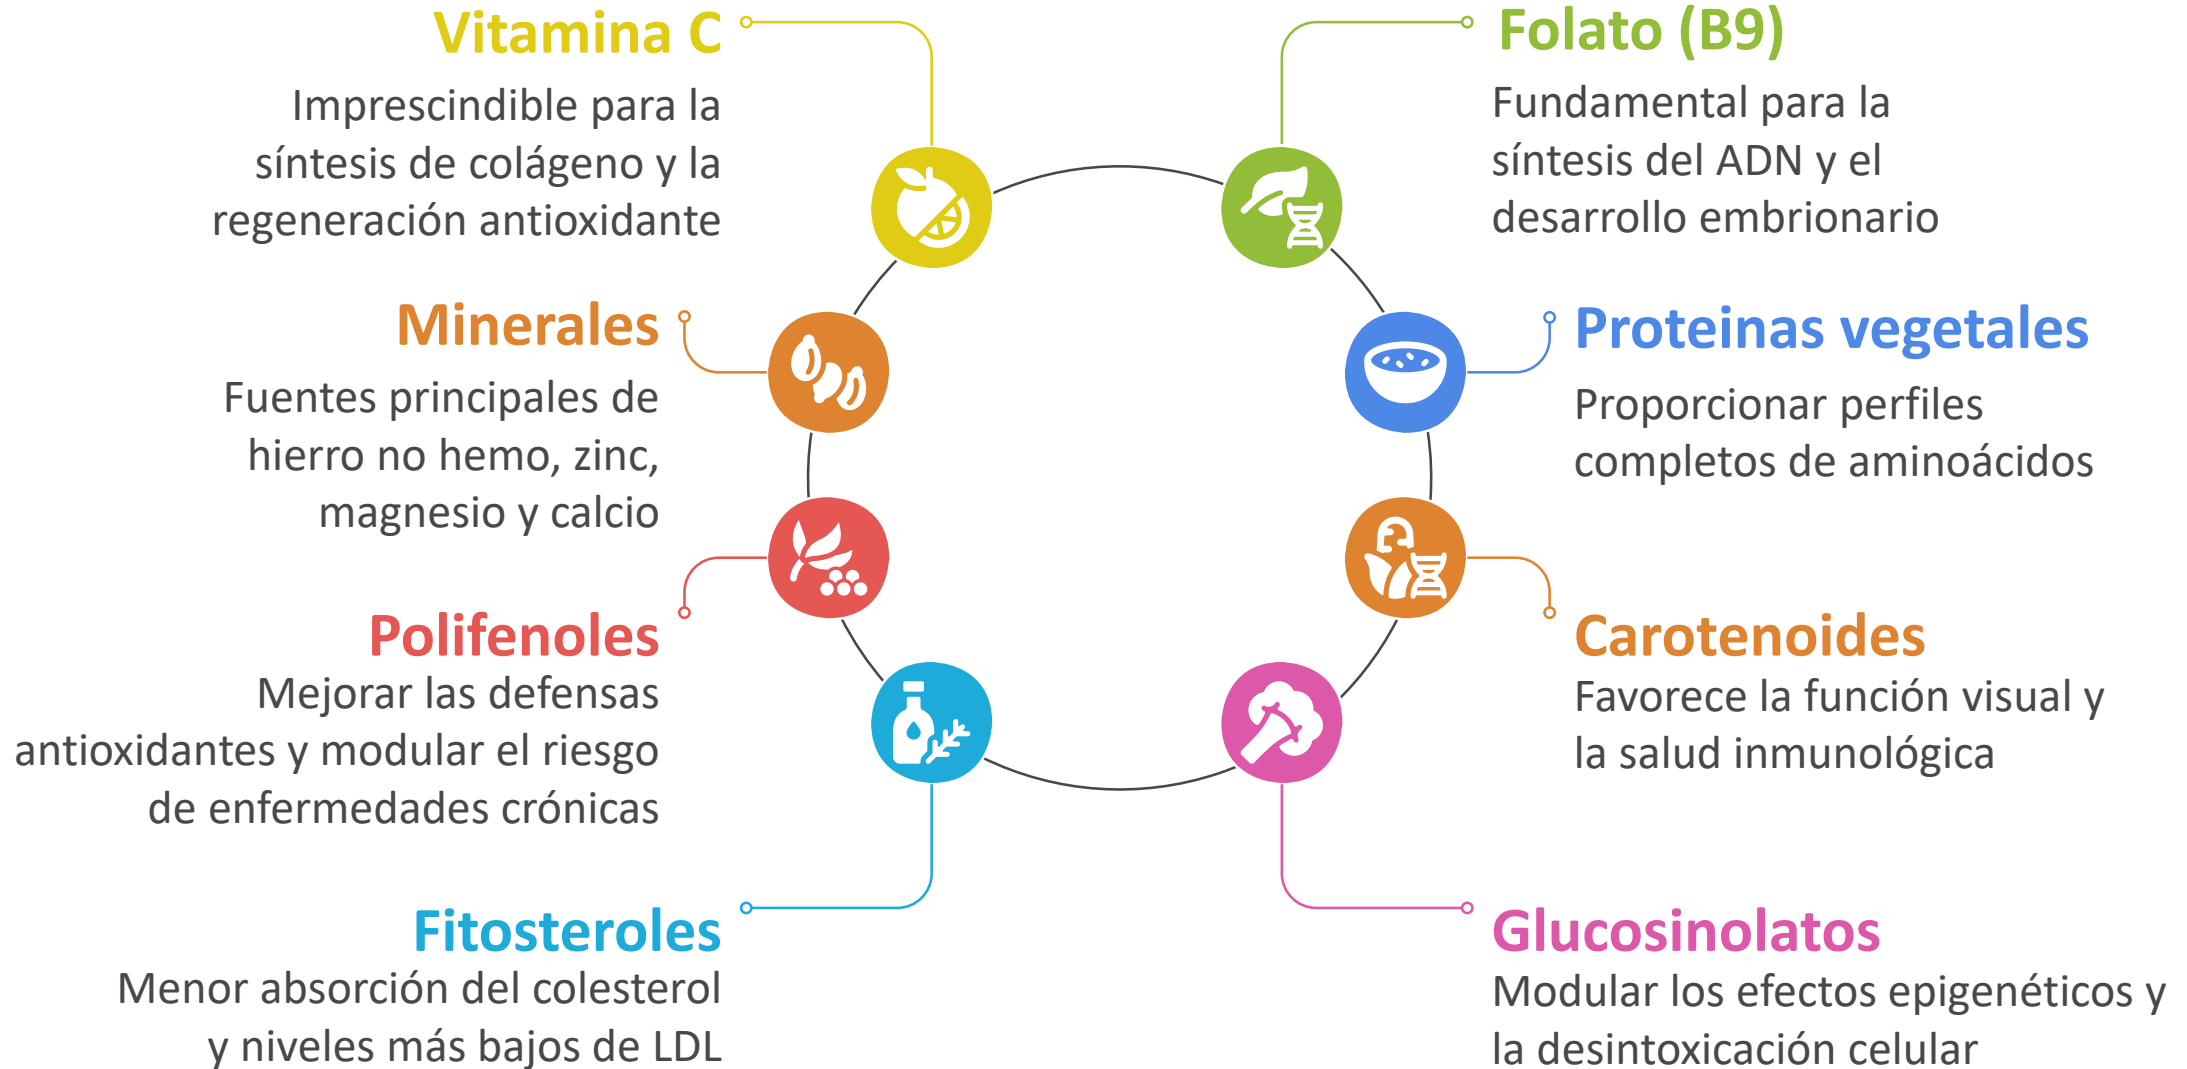 Vitamina C
Imprescindible para la
síntesis de colágeno y la
regeneración antioxidante
Folato (B9)
Fundamental para la
síntesis del ADN y el
desarrollo embrionario
Minerales
Fuentes principales de
hierro no hemo, zinc,
magnesio y calcio
Proteinas vegetales
Proporcionar perfiles
completos de aminoácidos
Polifenoles
Mejorar las defensas
antioxidantes y modular el riesgo
de enfermedades crónicas
Carotenoides
Favorece la función visual y
la salud inmunológica
Fitosteroles
Menor absorción del colesterol
y niveles más bajos de LDL
Glucosinolatos
Modular los efectos epigenéticos y
la desintoxicación celular